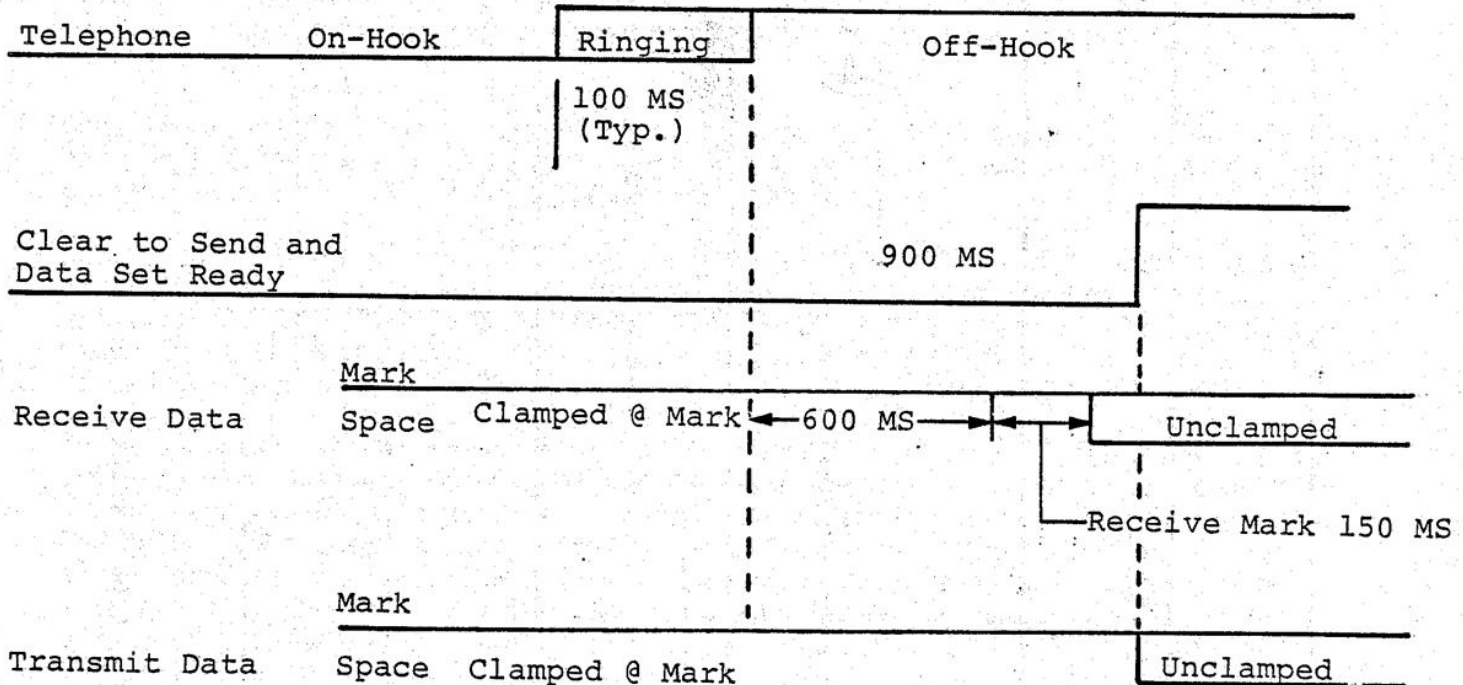 Telephone On-Hook Ringing Off-Hook
100 MS
(Typ.)
Clear to Send and
Data Set Ready
900 MS
Mark
Receive Data Space Clamped @ Mark 600 MS Unclamped
Receive Mark 150 MS
Mark
Transmit Data Space Clamped @ Mark Unclamped